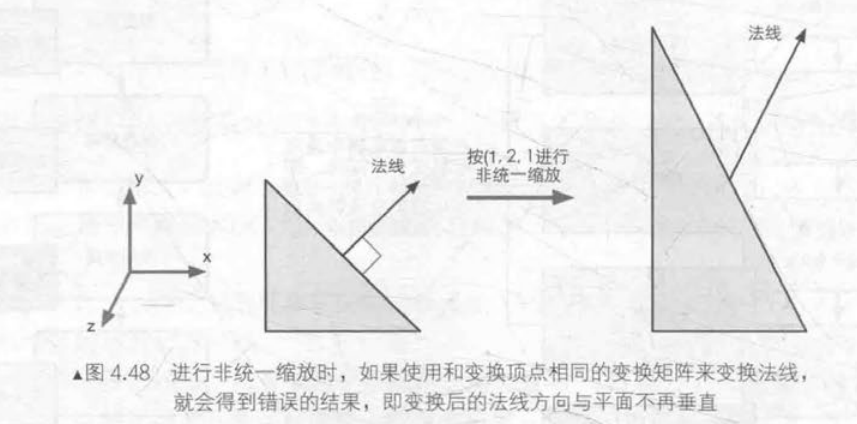 法线
法线
按(1, 2, 1进行
非统一缩放
y
x
z
▲图 4.48 进行非统一缩放时，如果使用和变换顶点相同的变换矩阵来变换法线，
就会得到错误的结果，即变换后的法线方向与平面不再垂直